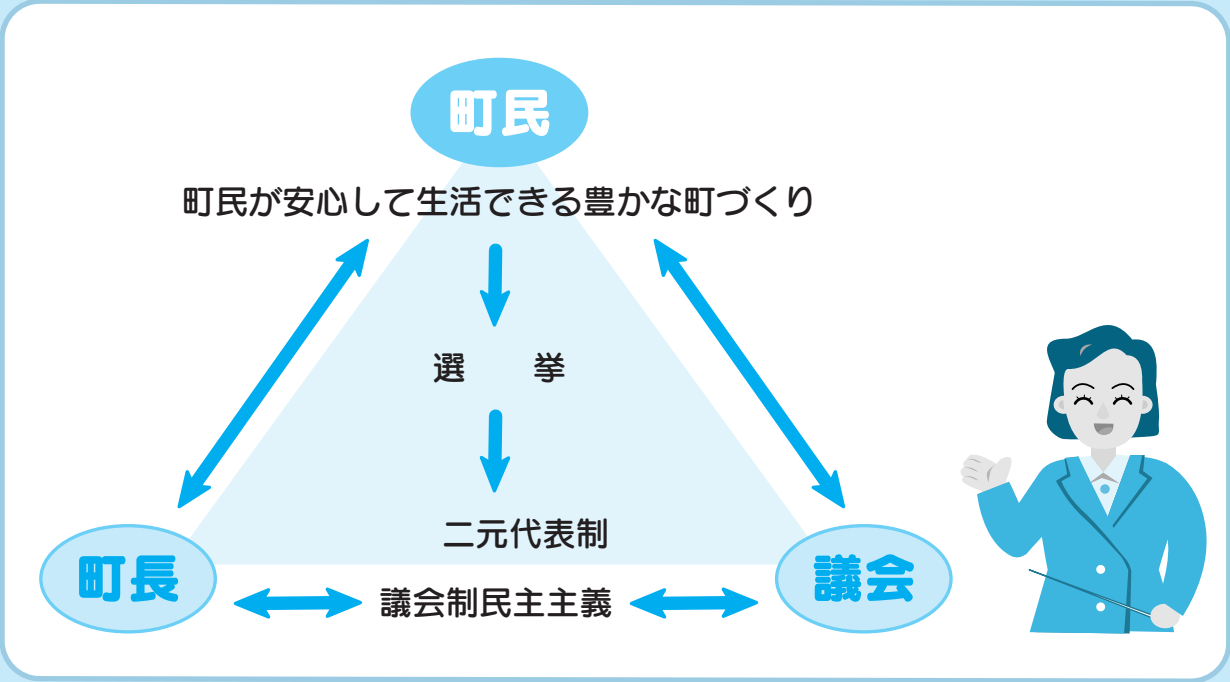 町民
町民が安心して生活できる豊かな町づくり
選　挙
二元代表制
町長
議会制民主主義
議会